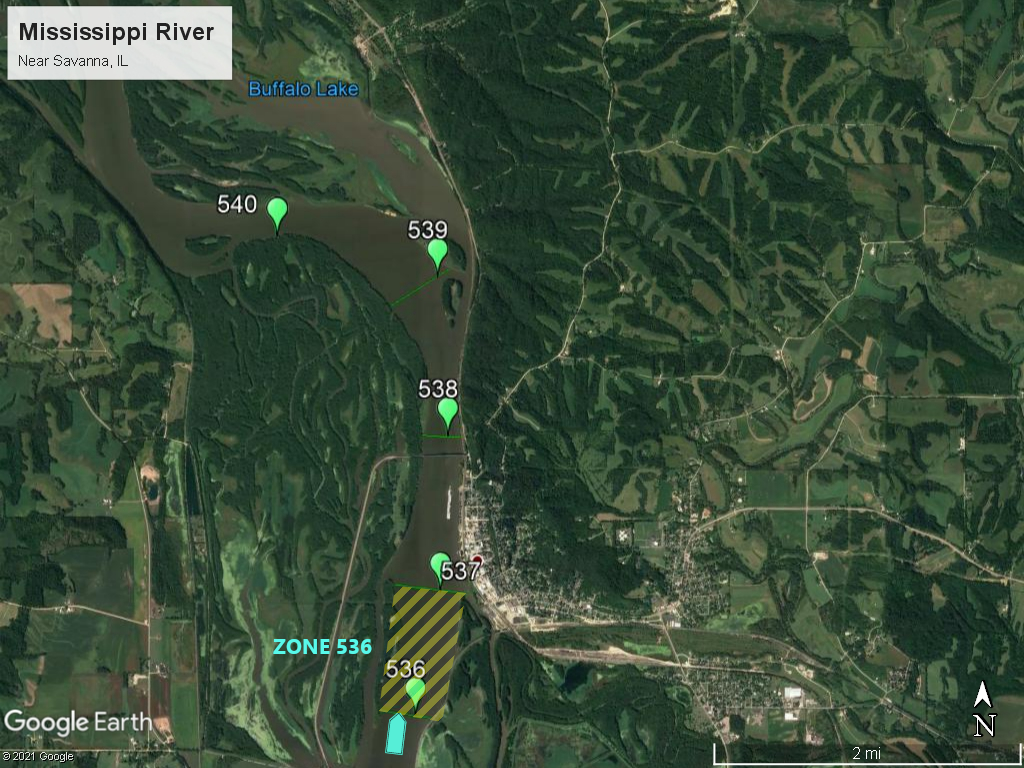 Mississippi River
Near Savanna, IL
Buffalo Lake
540
539
538
537
ZONE 536
536
N
Google Earth
2 mi
© 2021 Google